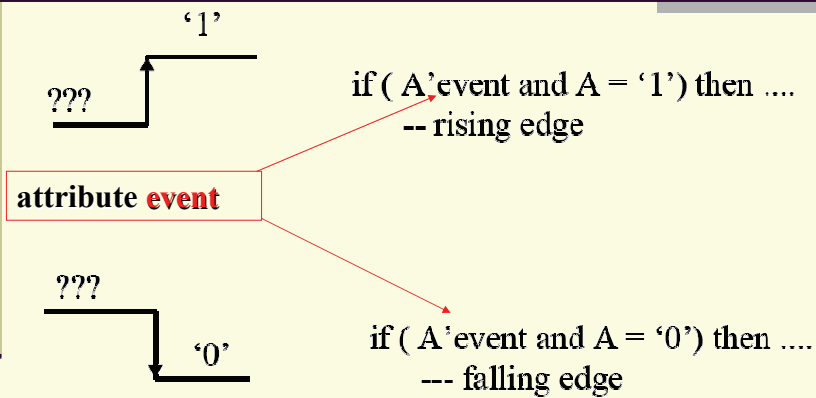 ‘1’
???
if ( A’event and A = ‘1’) then ....
-- rising edge
attribute event
???
‘0’
if ( A’event and A = ‘0’) then ....
--- falling edge